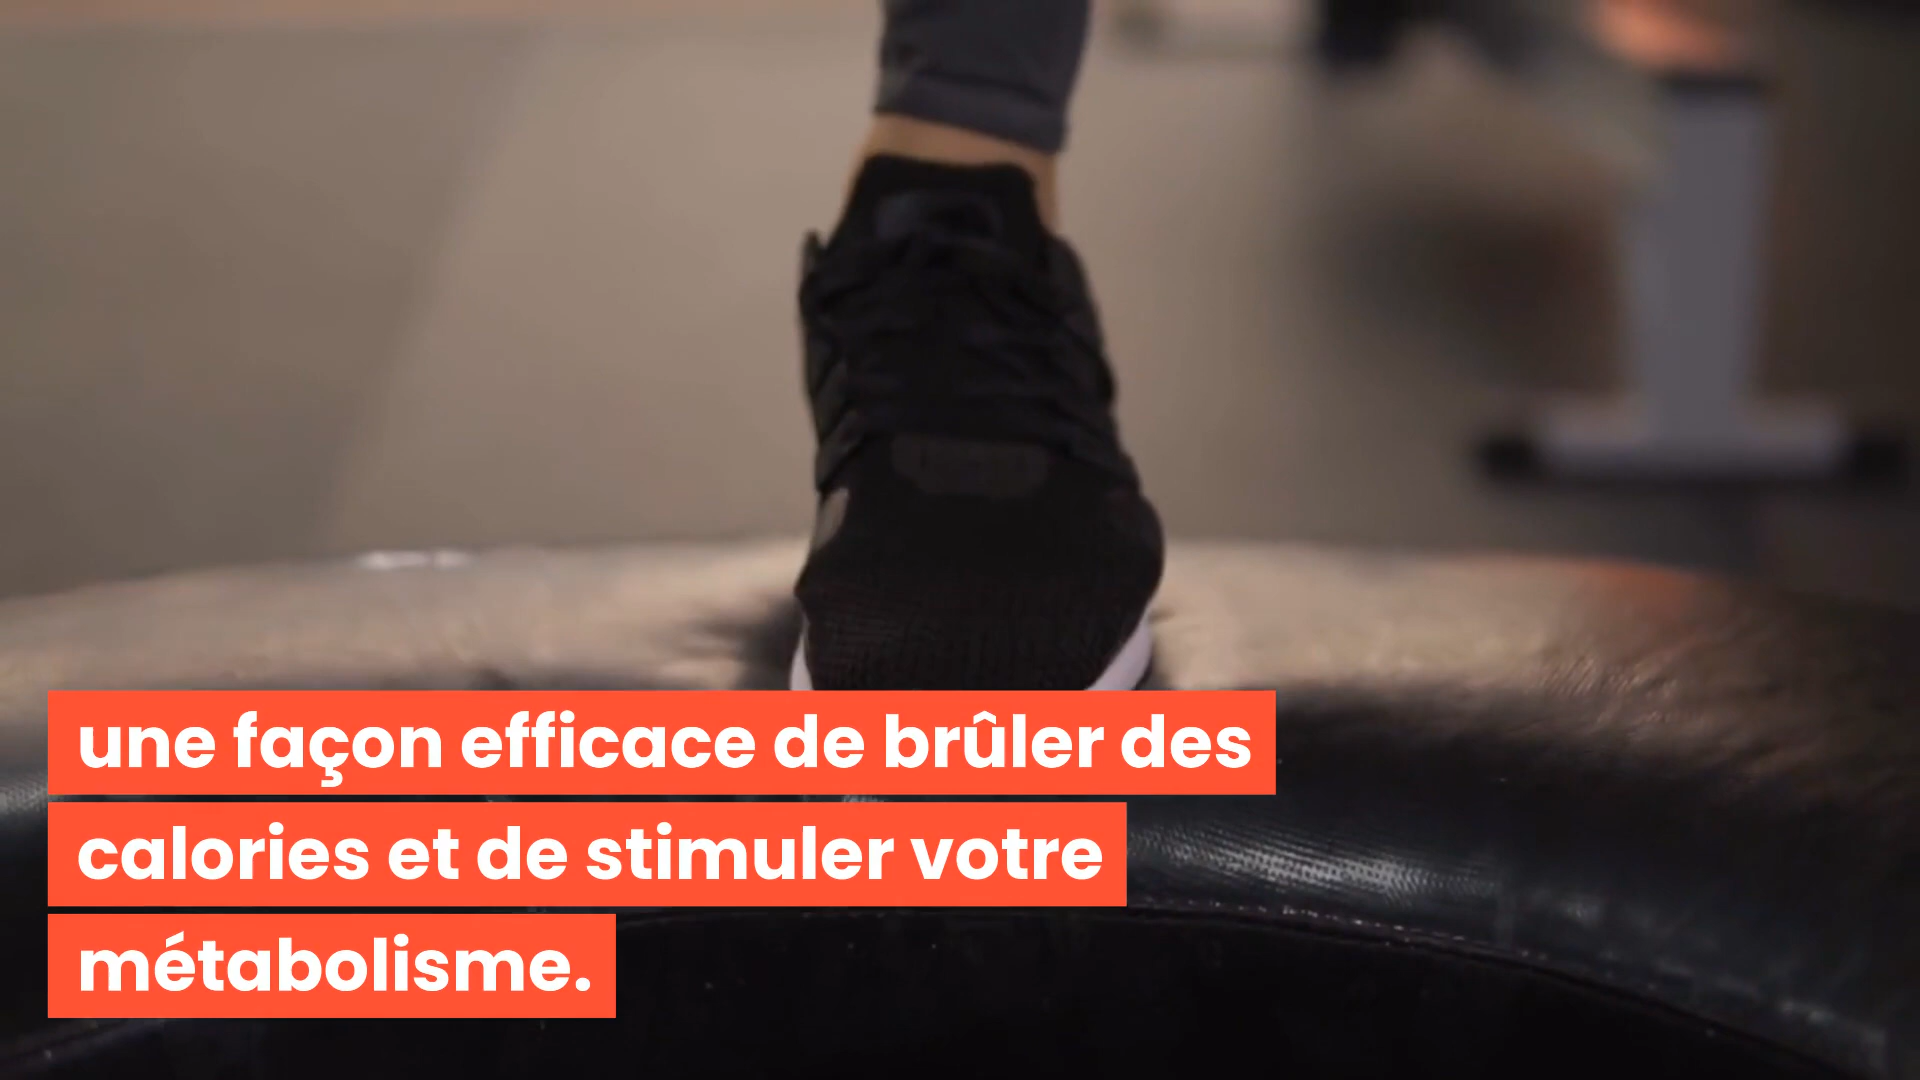 une façon efficace de brûler des
calories et de stimuler votre
métabolisme.